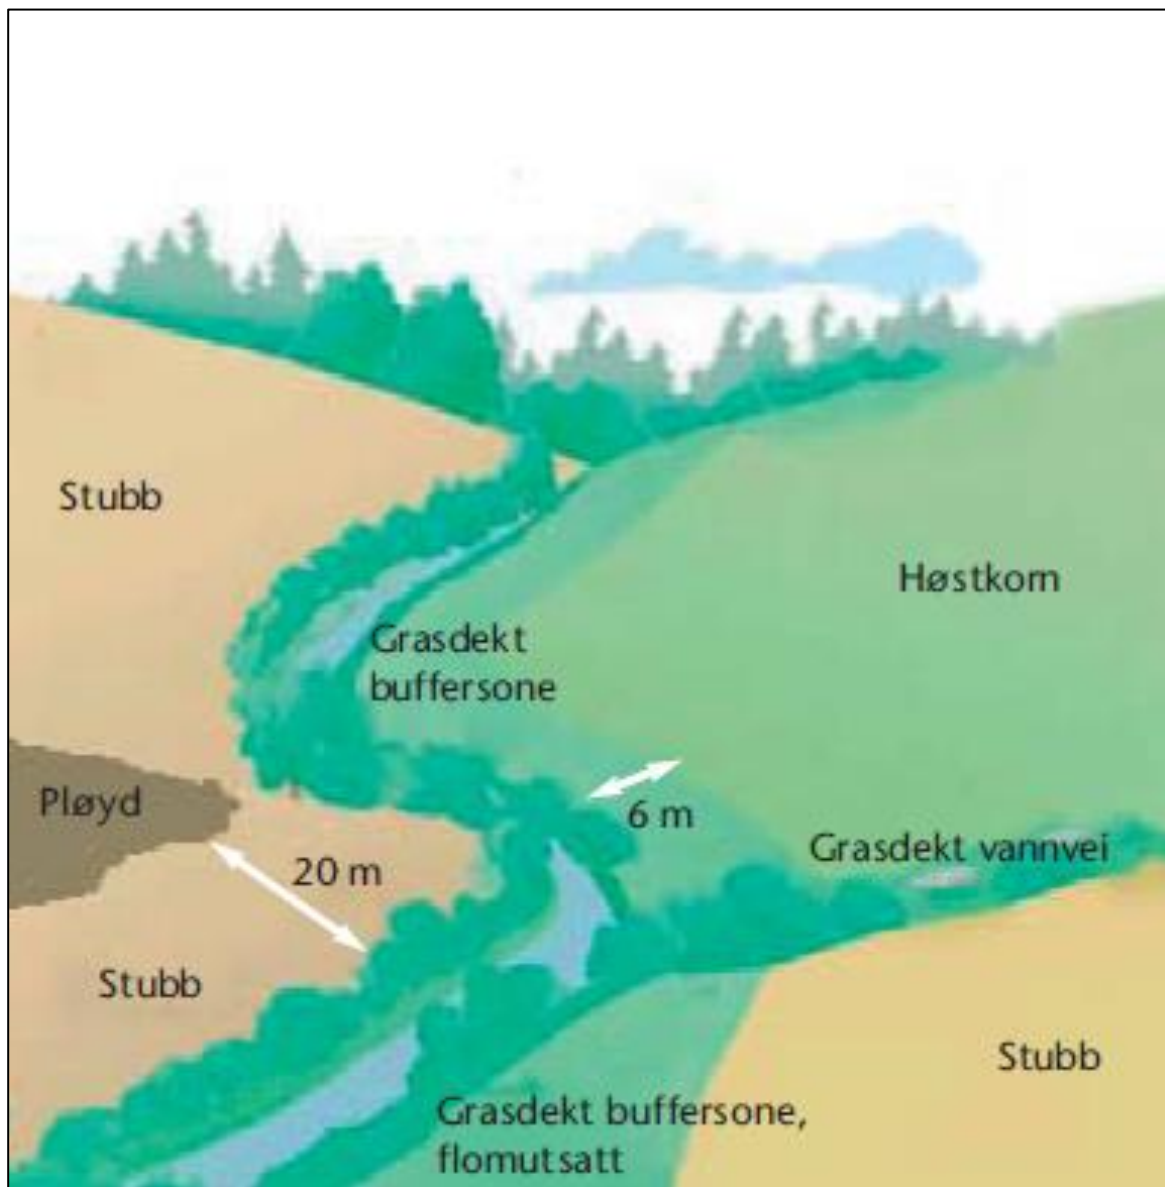 Stubb
Høstkorn
Grasdekt
buffersone
Pløyd
6 m
20 m
Grasdekt vannvei
Stubb
Stubb
Grasdekt buffersone,
flomutsatt